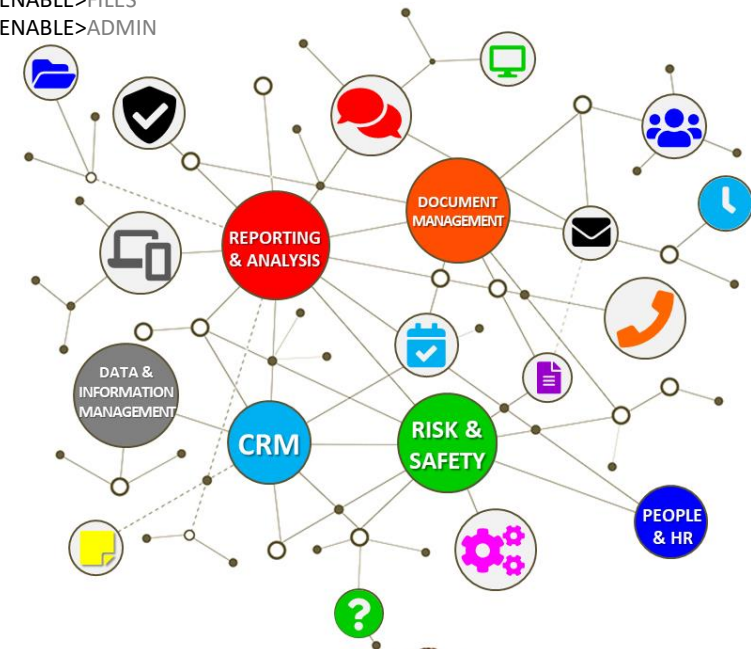 ENABLE>FILES
ENABLE>ADMIN
DOCUMENT
MANAGEMENT
REPORTING
& ANALYSIS
DATA &
INFORMATION
MANAGEMENT
CRM
RISK &
SAFETY
PEOPLE
& HR
?